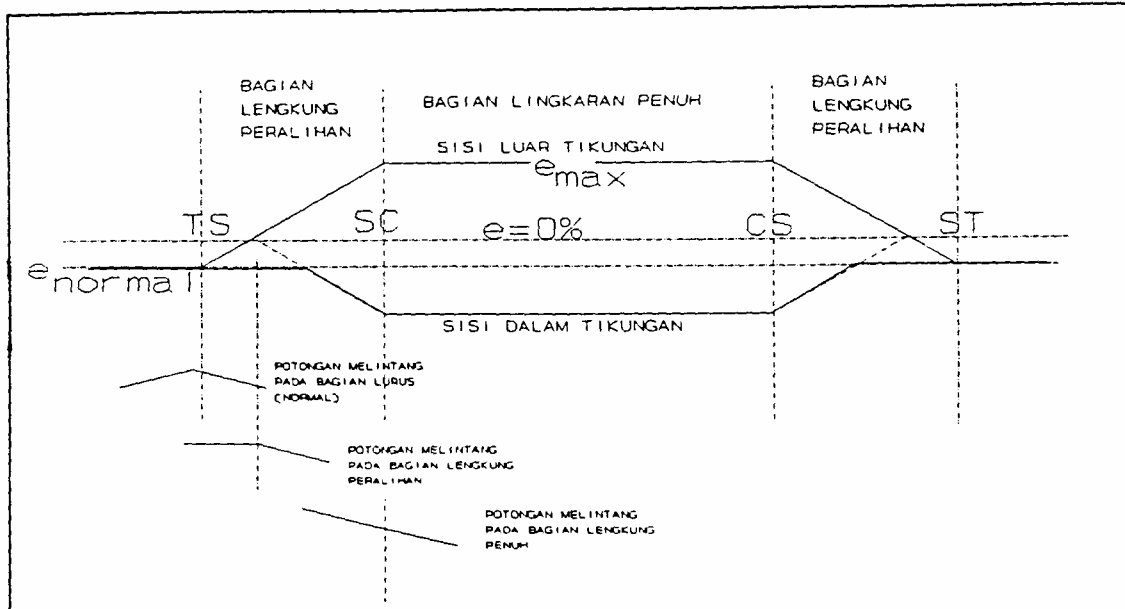 BAGIAN
LENGKUNG
PERALIHAN
BAGIAN LINGKARAN PENUH
BAGIAN
LENGKUNG
PERALIHAN
SISI LUAR TIKUNGAN
e max
TS
SC
e=0%
CS
ST
e normal
SISI DALAM TIKUNGAN
POTONGAN MELINTANG
PADA BAGIAN LURUS
(NORMAL)
POTONGAN MELINTANG
PADA BAGIAN LENGKUNG
PERALIHAN
POTONGAN MELINTANG
PADA BAGIAN LENGKUNG
PENUH